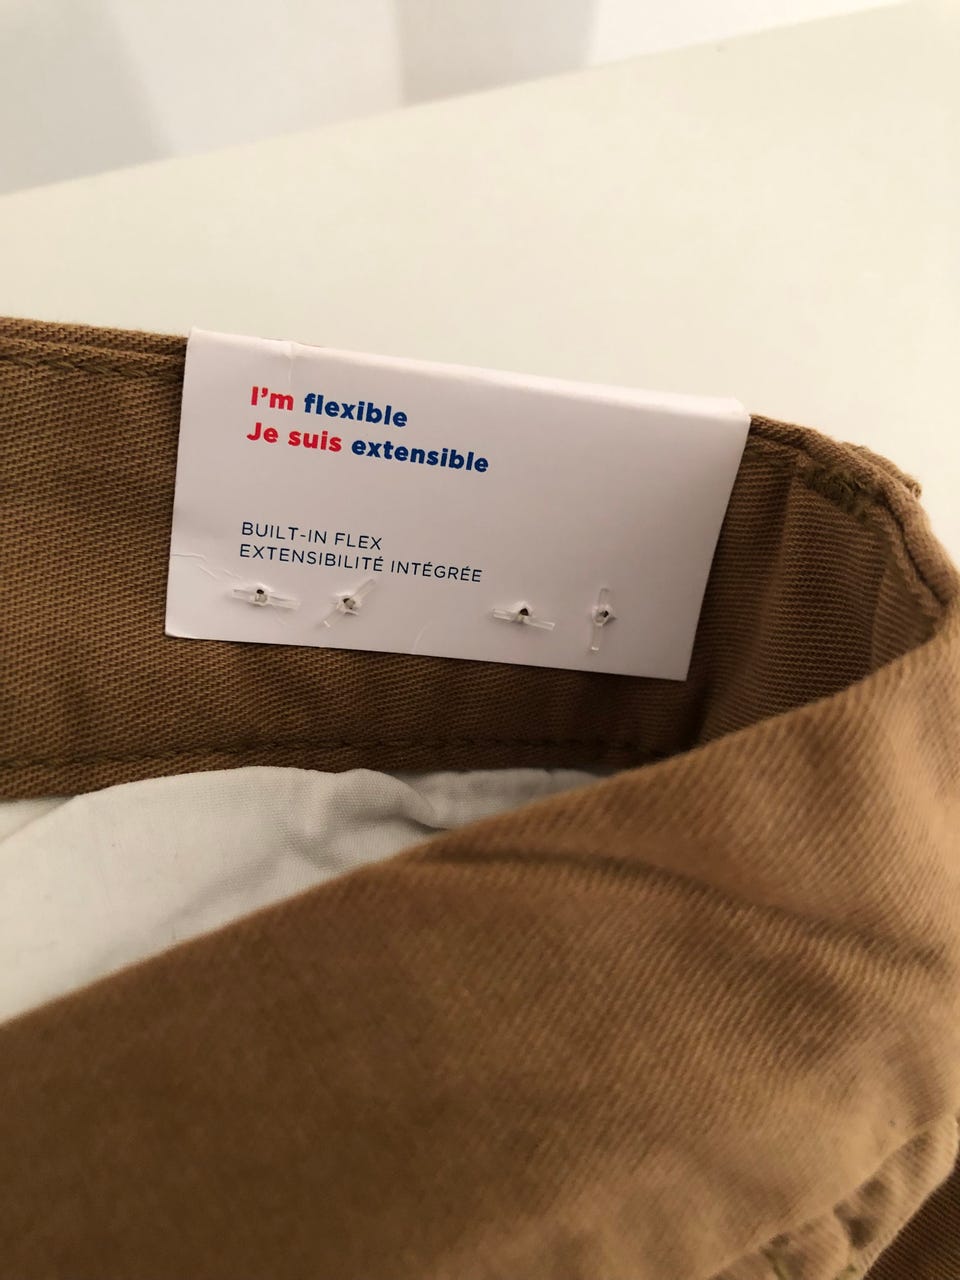 I'm flexible
Je suis extensible
BUILT-IN FLEX
EXTENSIBILITÉ INTÉGRÉE